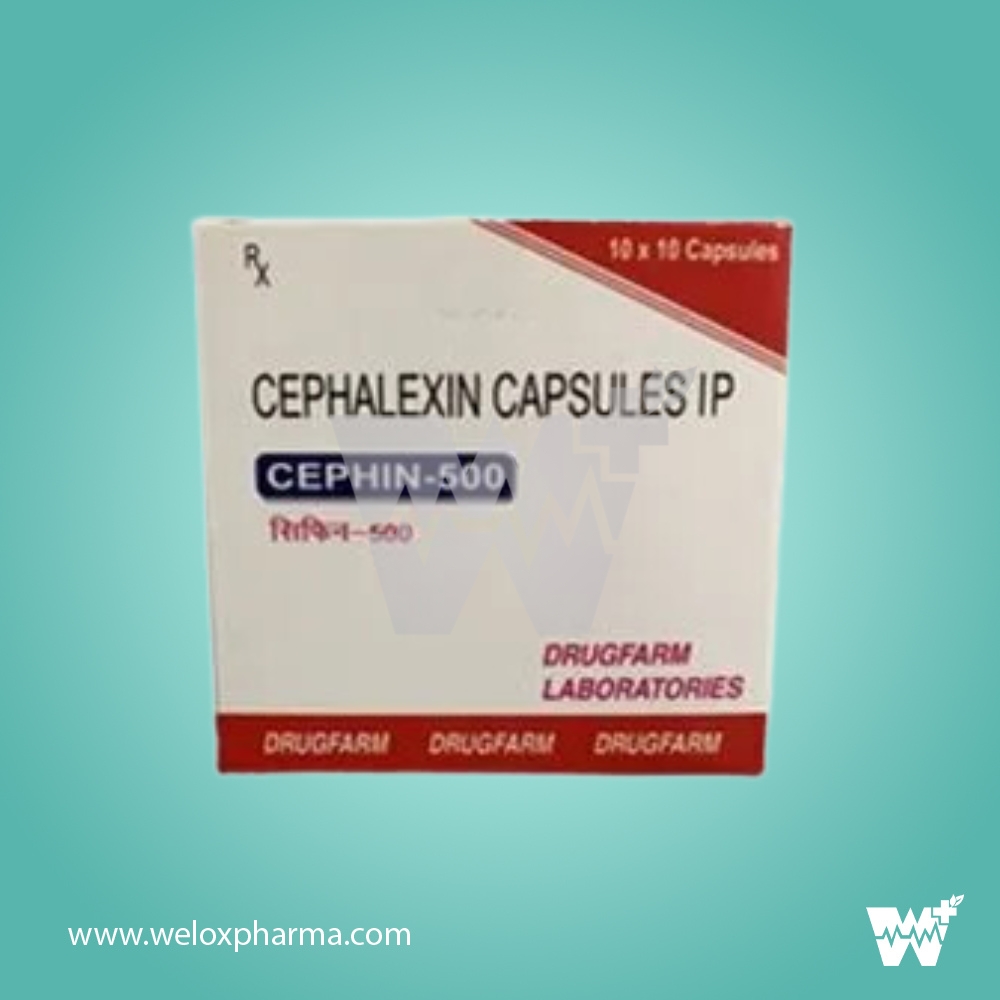 Rx
10 x 10 Capsules
CEPHALEXIN CAPSULES IP
CEPHIN-500
सिफिन-500
DRUGFARM
LABORATORIES
DRUGFARM DRUGFARM DRUGFARM
www.weloxpharma.com
W